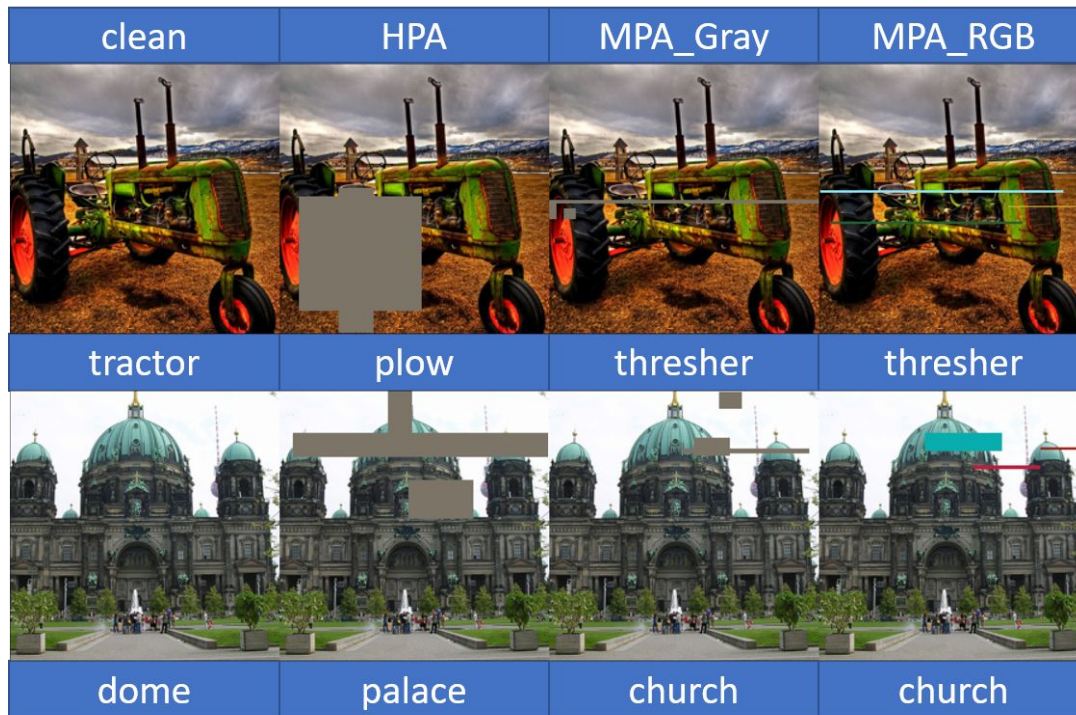 clean HPA MPA_Gray MPA_RGB
tractor plow thresher thresher
dome palace church church